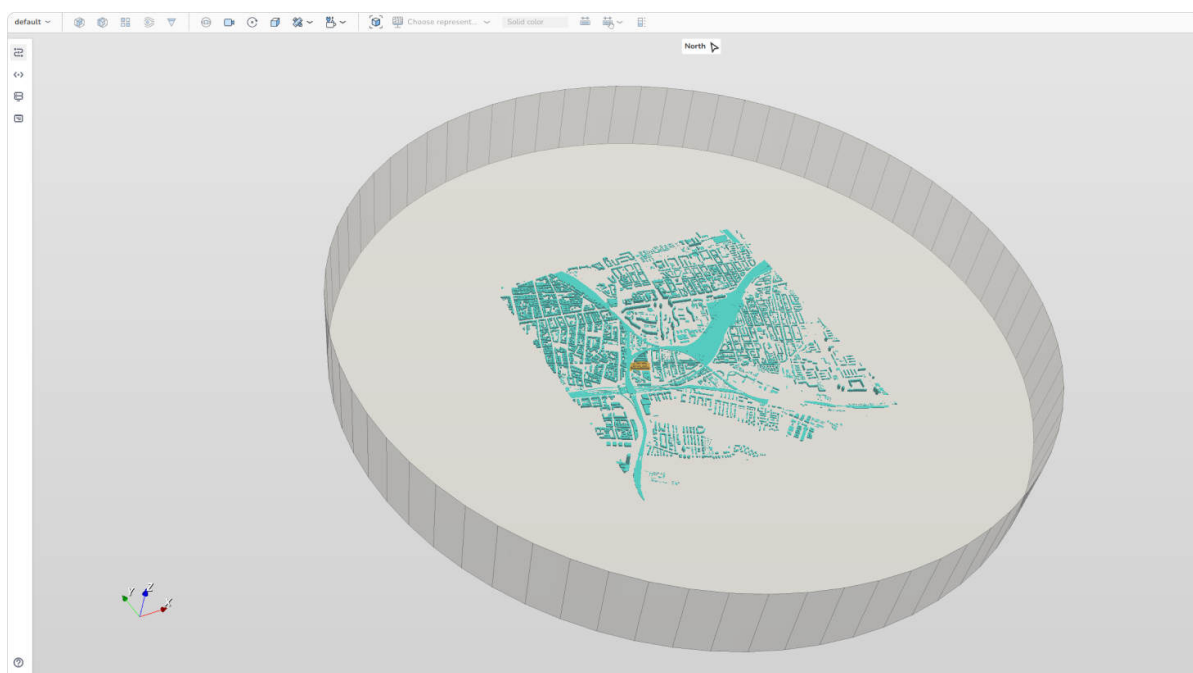 default
Choose represent...
Solid color
North
Y
Z
X